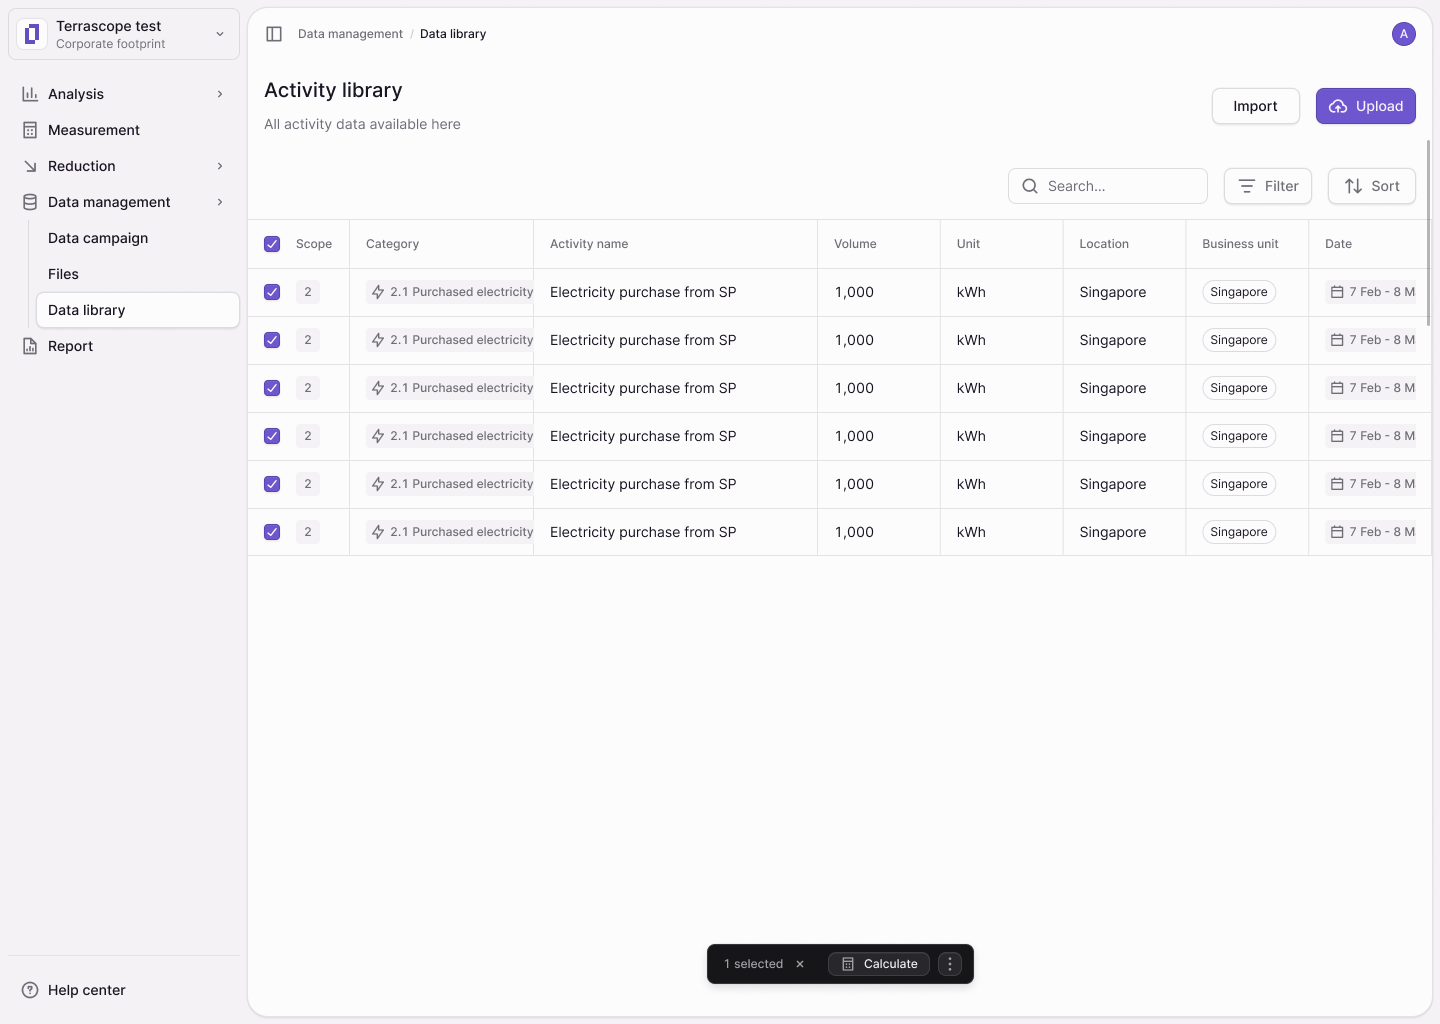 Terrascope test
Corporate footprint
Analysis
Measurement
Reduction
Data management
Data campaign
Files
Data library
Report
Help center
Data management / Data library
A
Activity library
All activity data available here
Import
Upload
Search...
Filter
Sort
Scope Category Activity name Volume Unit Location Business unit Date
2 2.1 Purchased electricity Electricity purchase from SP 1,000 kWh Singapore Singapore 7 Feb - 8 M
2 2.1 Purchased electricity Electricity purchase from SP 1,000 kWh Singapore Singapore 7 Feb - 8 M
2 2.1 Purchased electricity Electricity purchase from SP 1,000 kWh Singapore Singapore 7 Feb - 8 M
2 2.1 Purchased electricity Electricity purchase from SP 1,000 kWh Singapore Singapore 7 Feb - 8 M
2 2.1 Purchased electricity Electricity purchase from SP 1,000 kWh Singapore Singapore 7 Feb - 8 M
2 2.1 Purchased electricity Electricity purchase from SP 1,000 kWh Singapore Singapore 7 Feb - 8 M
1 selected
Calculate